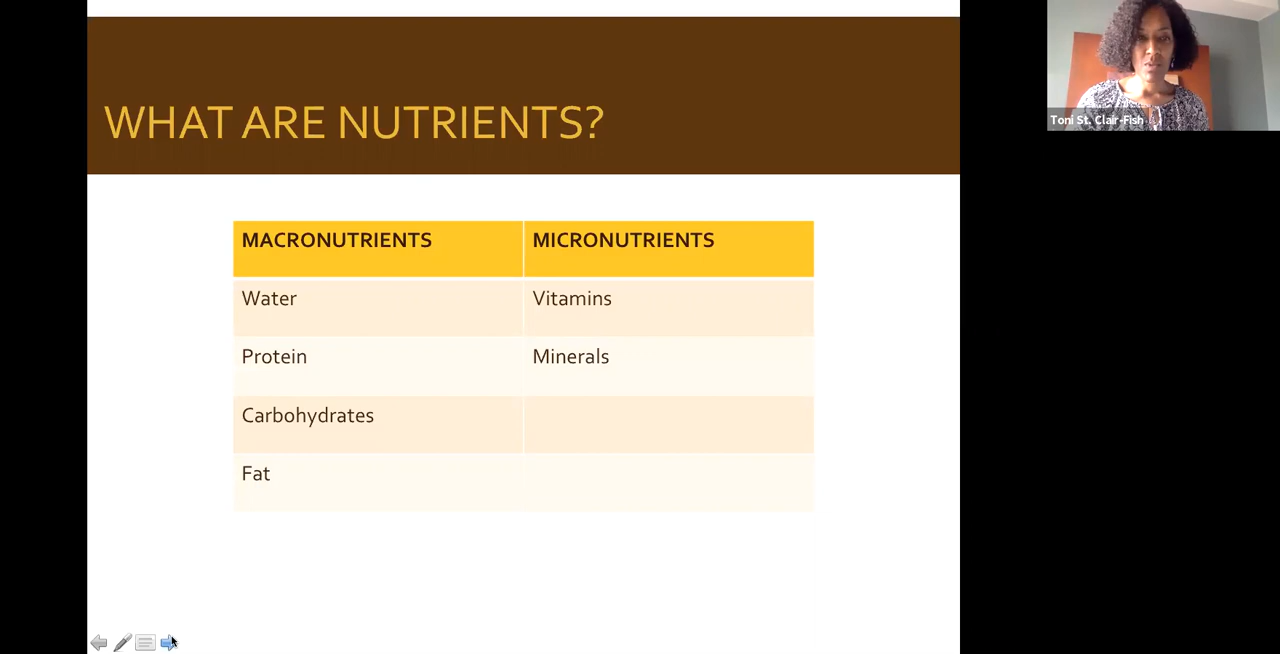 WHAT ARE NUTRIENTS?
MACRONUTRIENTS MICRONUTRIENTS
Water Vitamins
Protein Minerals
Carbohydrates
Fat
Toni St. Clair-Fish